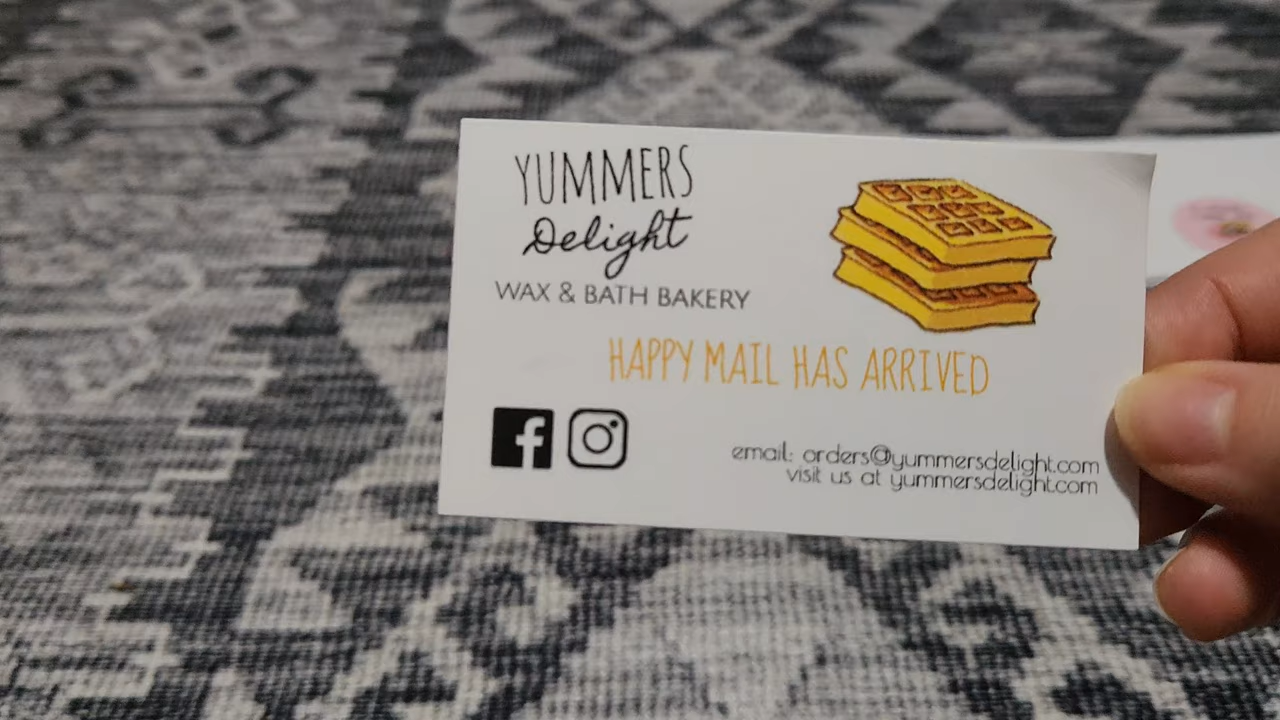 YUMMERS
Delight
WAX & BATH BAKERY
HAPPY MAIL HAS ARRIVED
email: orders@yummersdelight.com
visit us at yummersdelight.com